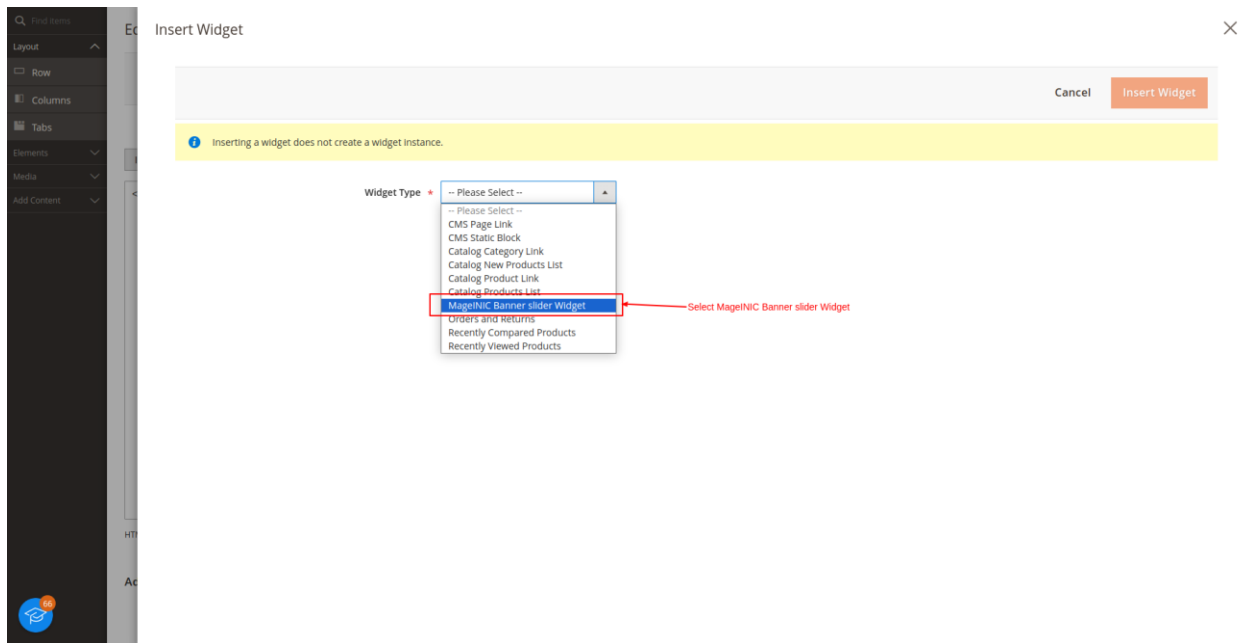 Find items
Layout
Row
Columns
Tabs
Elements
Media
Add Content
66
Ed
HTM
Ad
Insert Widget
Cancel
Insert Widget
Inserting a widget does not create a widget instance.
Widget Type *
-- Please Select --
-- Please Select --
CMS Page Link
CMS Static Block
Catalog Category Link
Catalog New Products List
Catalog Product Link
Catalog Products List
MageINIC Banner slider Widget
Select MageINIC Banner slider Widget
Orders and Returns
Recently Compared Products
Recently Viewed Products